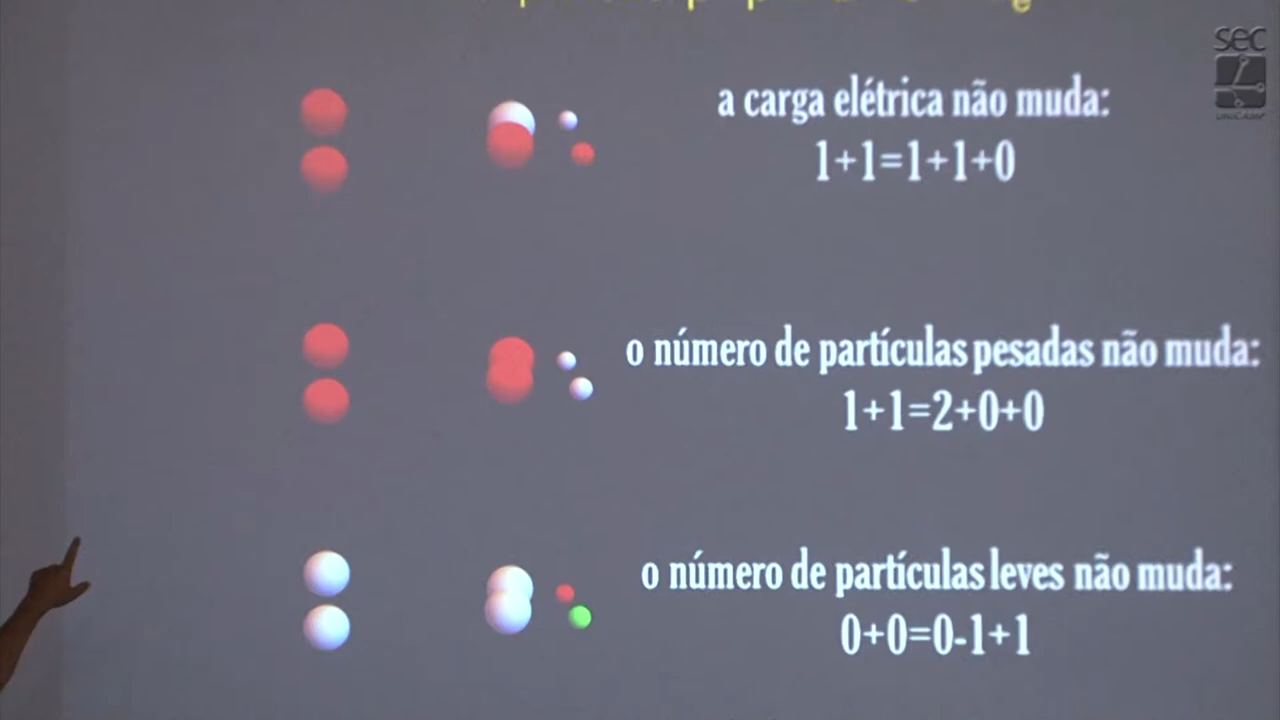 sec
UNICAMP
a carga elétrica não muda:
1+1=1+1+0
o número de partículas pesadas não muda:
1+1=2+0+0
o número de partículas leves não muda:
0+0=0-1+1